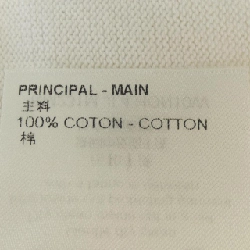 PRINCIPAL - MAIN
主料
100% COTON - COTTON
棉